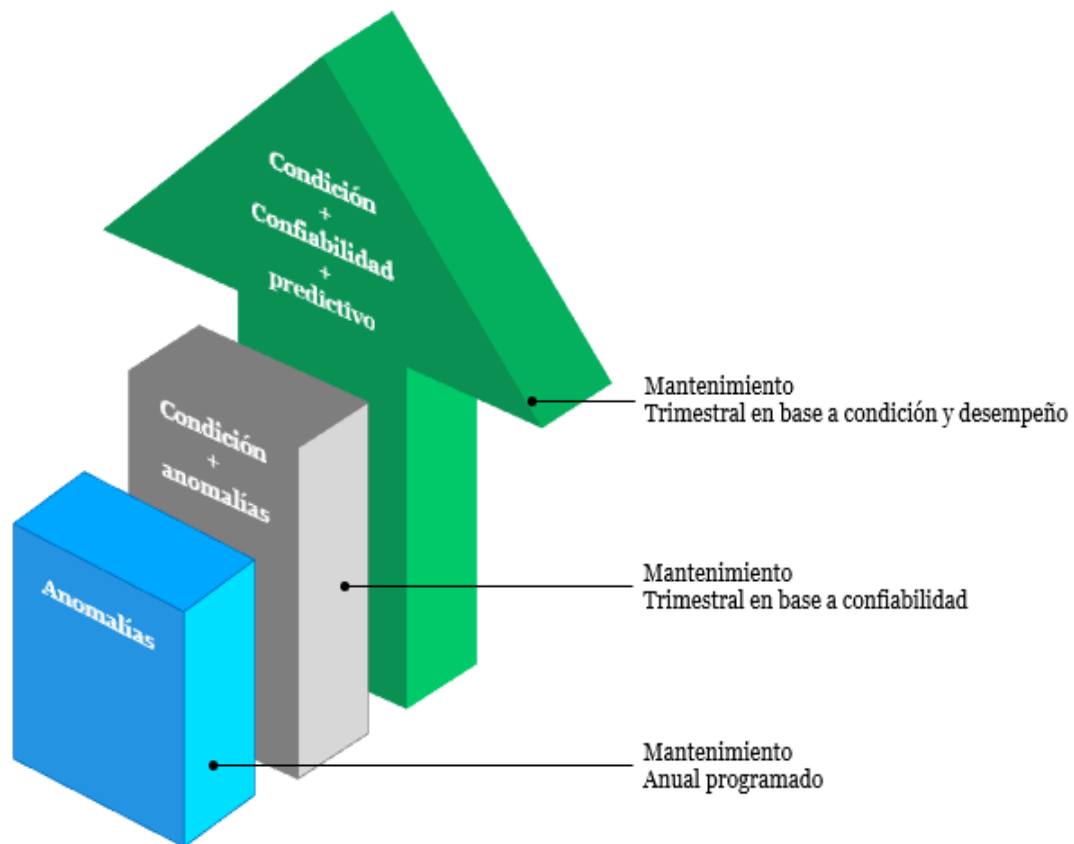 Condición
+
Confiabilidad
+
predictivo
Condición
+
anomalías
Anomalías
Mantenimiento
Trimestral en base a condición y desempeño
Mantenimiento
Trimestral en base a confiabilidad
Mantenimiento
Anual programado